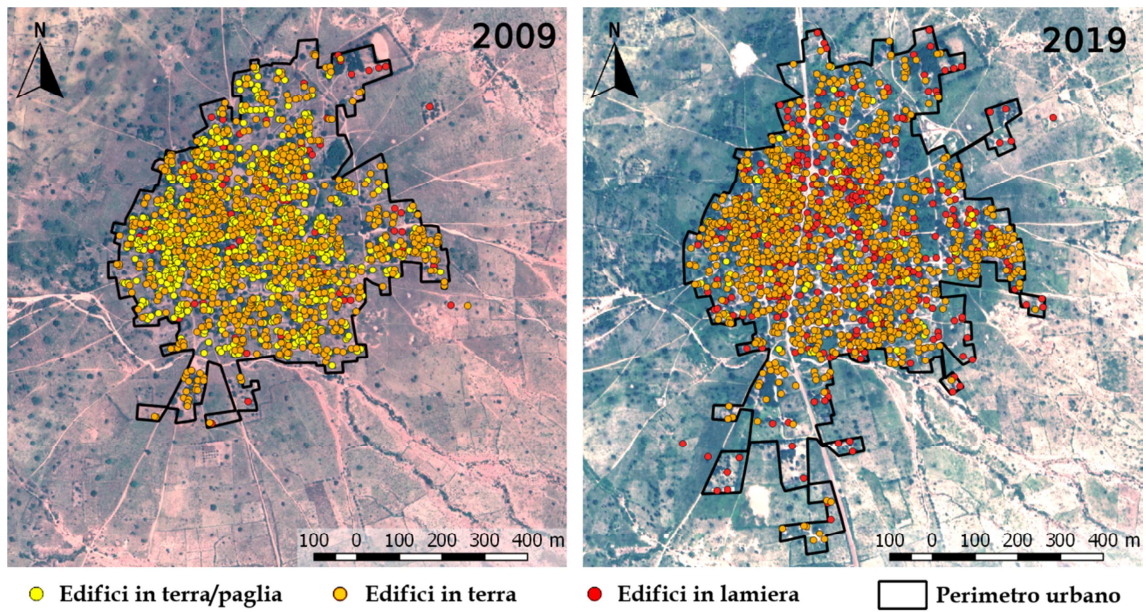 N
2009
100 0 100 200 300 400 m
N
2019
100 0 100 200 300 400 m
Edifici in terra/paglia
Edifici in terra
Edifici in lamiera
Perimetro urbano